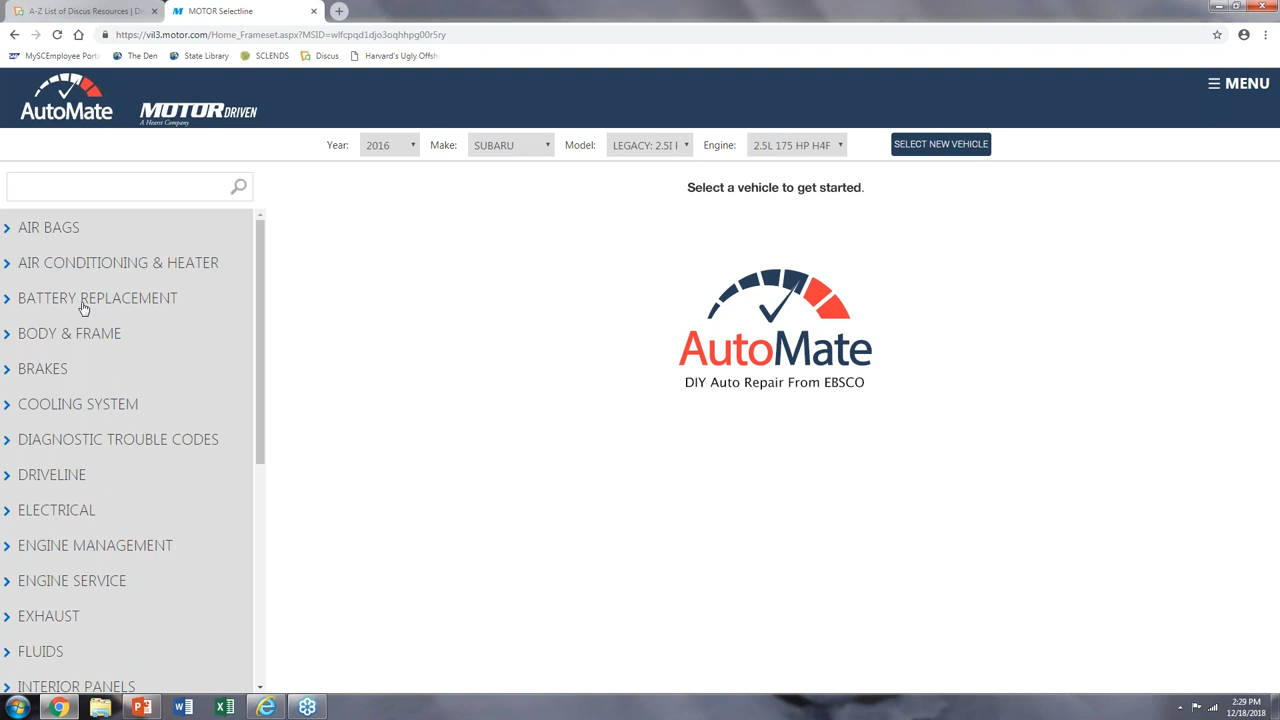 A-Z List of Discus Resources | D
MOTOR Selectline
https://vil3.motor.com/Home_Frameset.aspx?MSID=wlfcpqd1djo3oqhhpg00r5ry
MySCEmployee Porta
The Den
State Library
SCLENDS
Discus
Harvard's Ugly Offsh
AutoMate
MOTOR DRIVEN
A Hearst Company
MENU
Year: 2016 Make: SUBARU Model: LEGACY: 2.5I I Engine: 2.5L 175 HP H4F SELECT NEW VEHICLE
Select a vehicle to get started.
AIR BAGS
AIR CONDITIONING & HEATER
BATTERY REPLACEMENT
BODY & FRAME
BRAKES
COOLING SYSTEM
DIAGNOSTIC TROUBLE CODES
DRIVELINE
ELECTRICAL
ENGINE MANAGEMENT
ENGINE SERVICE
EXHAUST
FLUIDS
INTERIOR PANELS
AutoMate
DIY Auto Repair From EBSCO
2:29 PM
12/18/2018